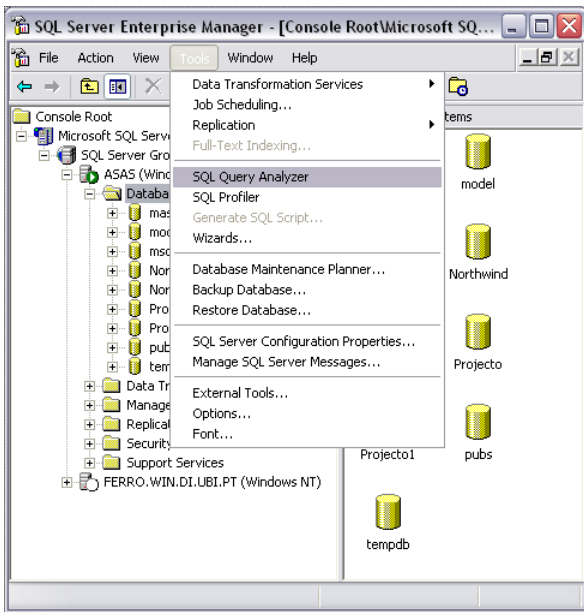 SQL Server Enterprise Manager - [Console Root\Microsoft SQ...
File Action View Tools Window Help
Data Transformation Services
Job Scheduling...
Replication
Full-Text Indexing...
SQL Query Analyzer
SQL Profiler
Generate SQL Script...
Wizards...
Database Maintenance Planner...
Backup Database...
Restore Database...
SQL Server Configuration Properties...
Manage SQL Server Messages...
External Tools...
Options...
Font...
Console Root
Microsoft SQL Serv
SQL Server Gro
ASAS (Wind
Databa
mas
mod
msd
Nor
Nor
Pro
Pro
pub
tem
Data Tr
Manage
Replica
Security
Support Services
FERRO.WIN.DI.UBI.PT (Windows NT)
tems
model
Northwind
Projecto
Projecto1 pubs
tempdb